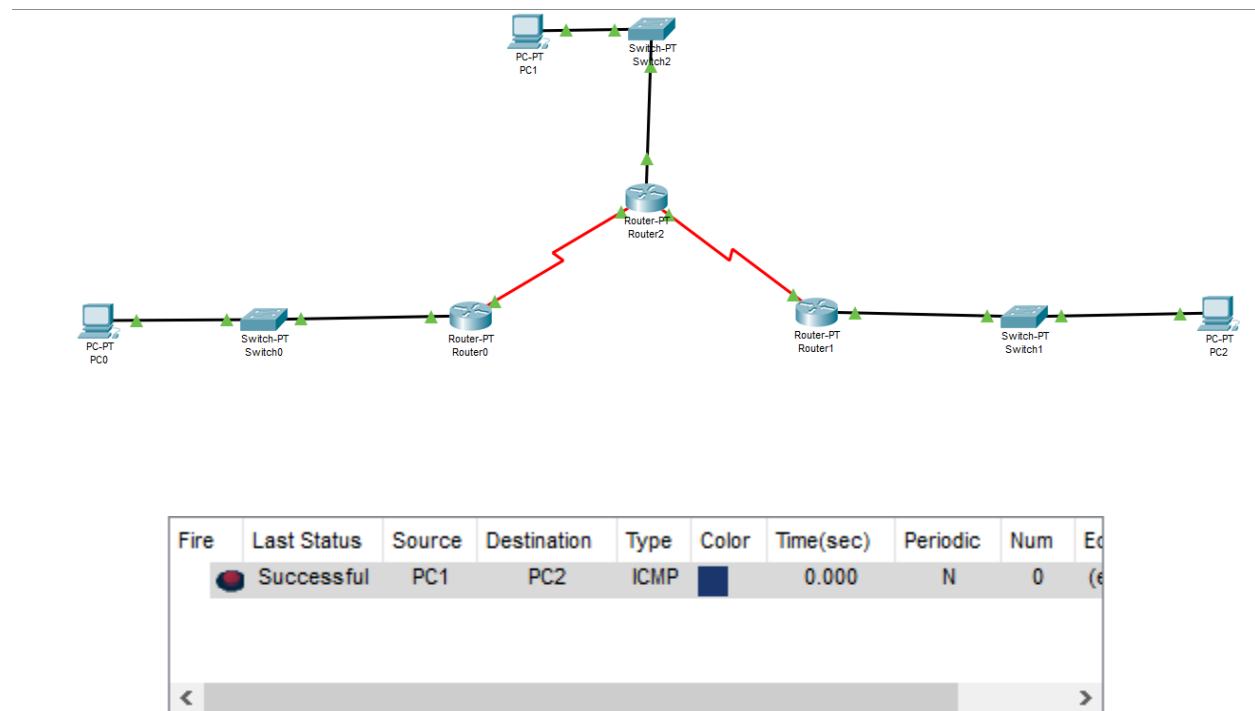 PC-PT
PC1
Switch-PT
Switch2
Router-PT
Router2
PC-PT
PC0
Switch-PT
Switch0
Router-PT
Router0
Router-PT
Router1
Switch-PT
Switch1
PC-PT
PC2
Fire Last Status Source Destination Type Color Time(sec) Periodic Num
Successful PC1 PC2 ICMP 0.000 N 0 (e